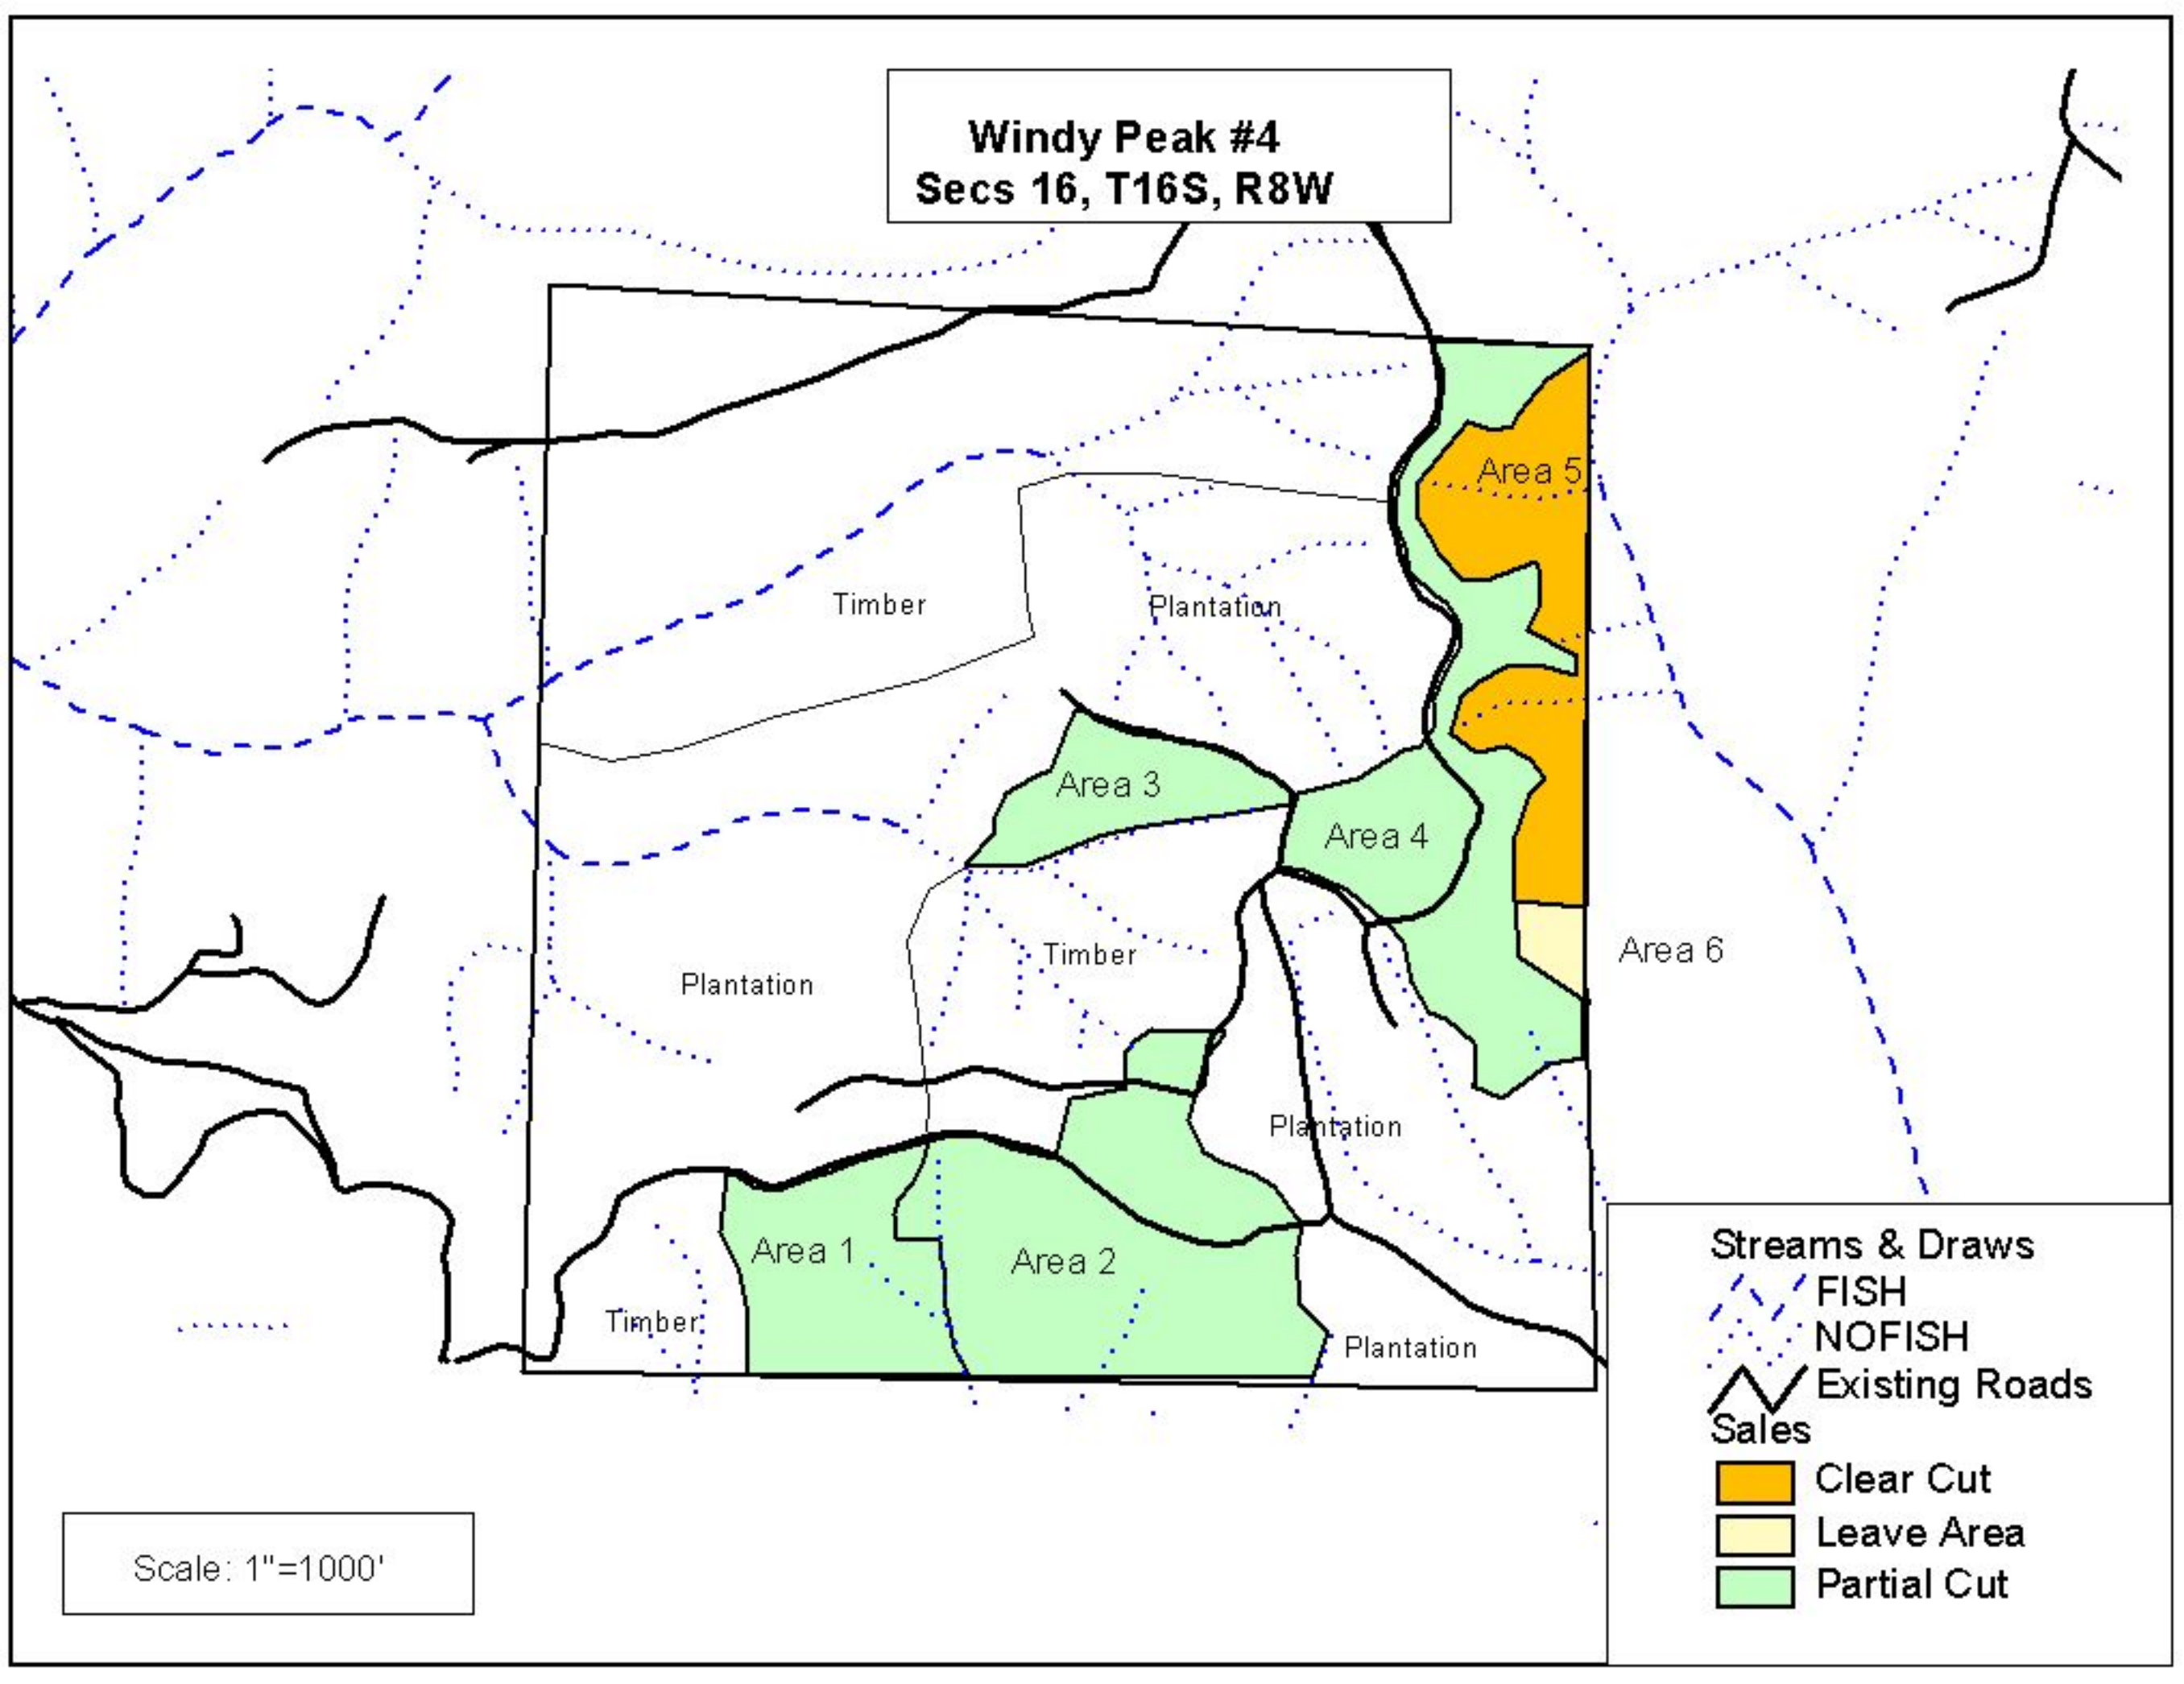 Windy Peak #4
Secs 16, T16S, R8W
Area 5
Timber
Plantation
Area 3
Area 4
Area 6
Timber
Plantation
Plantation
Area 1
Area 2
Timber
Plantation
Streams & Draws
FISH
NOFISH
Existing Roads
Sales
Clear Cut
Leave Area
Partial Cut
Scale: 1"=1000'